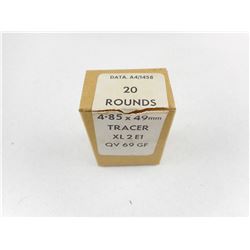 DATA. A4/1458
20
ROUNDS
4·85 x 49mm
TRACER
XL 2 E1
QV 69 GF